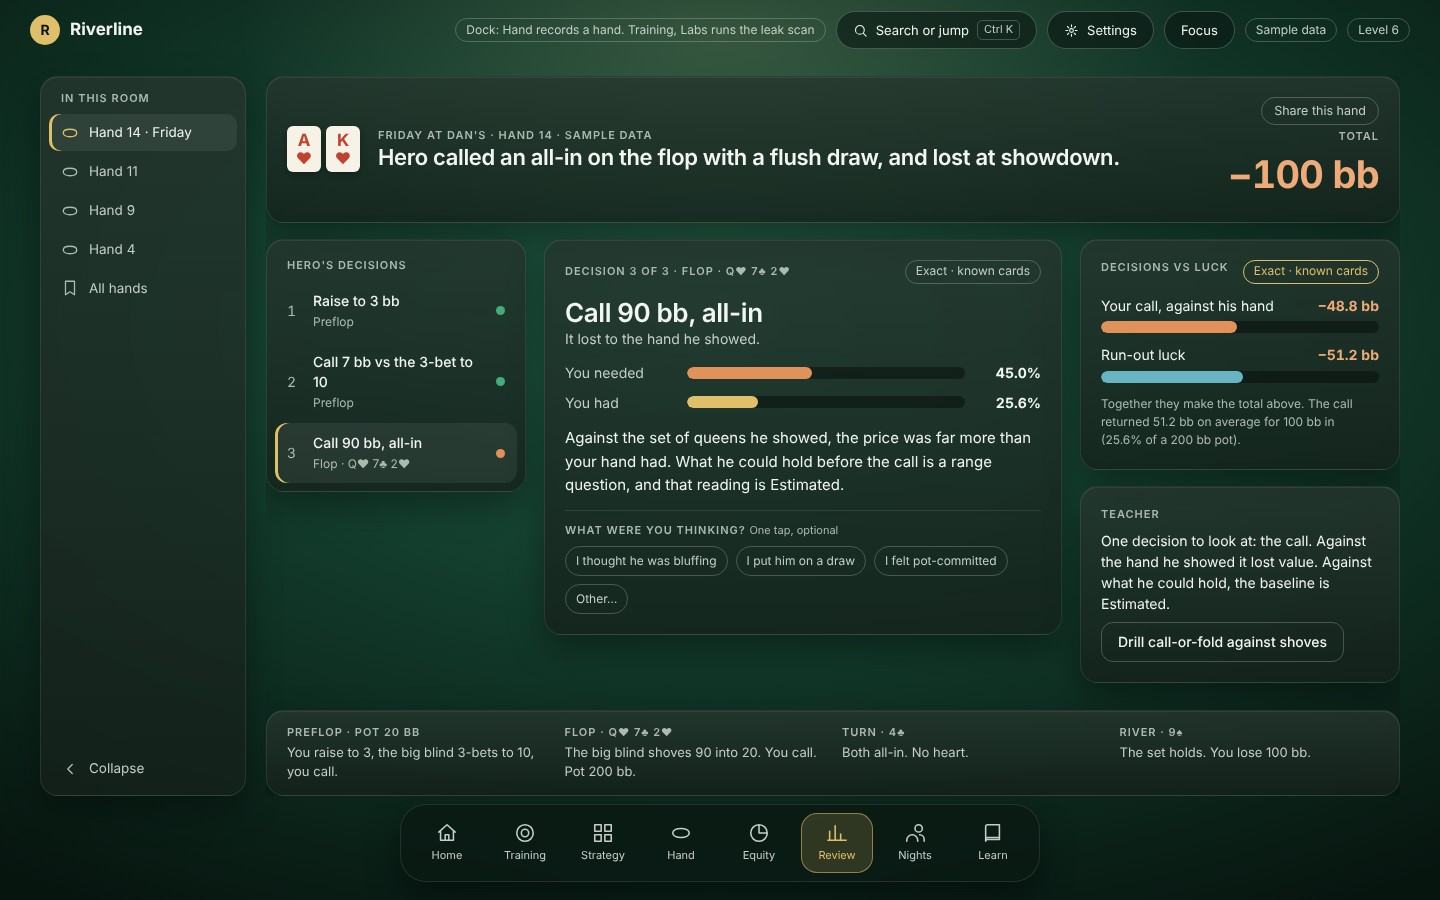 R Riverline
Dock: Hand records a hand. Training, Labs runs the leak scan
Search or jump Ctrl K
Settings
Focus
Sample data
Level 6
IN THIS ROOM
Hand 14 · Friday
Hand 11
Hand 9
Hand 4
All hands
Collapse
A K
FRIDAY AT DAN'S · HAND 14 · SAMPLE DATA
Hero called an all-in on the flop with a flush draw, and lost at showdown.
Share this hand
TOTAL
−100 bb
HERO'S DECISIONS
1 Raise to 3 bb
Preflop
2 Call 7 bb vs the 3-bet to
10
Preflop
3 Call 90 bb, all-in
Flop · Q♥ 7♣ 2♥
DECISION 3 OF 3 · FLOP · Q♥ 7♣ 2♥
Exact · known cards
Call 90 bb, all-in
It lost to the hand he showed.
You needed 45.0%
You had 25.6%
Against the set of queens he showed, the price was far more than
your hand had. What he could hold before the call is a range
question, and that reading is Estimated.
WHAT WERE YOU THINKING? One tap, optional
I thought he was bluffing
I put him on a draw
I felt pot-committed
Other...
DECISIONS VS LUCK
Exact · known cards
Your call, against his hand −48.8 bb
Run-out luck −51.2 bb
Together they make the total above. The call
returned 51.2 bb on average for 100 bb in
(25.6% of a 200 bb pot).
TEACHER
One decision to look at: the call. Against
the hand he showed it lost value. Against
what he could hold, the baseline is
Estimated.
Drill call-or-fold against shoves
PREFLOP · POT 20 BB
You raise to 3, the big blind 3-bets to 10,
you call.
FLOP · Q♥ 7♣ 2♥
The big blind shoves 90 into 20. You call.
Pot 200 bb.
TURN · 4♣
Both all-in. No heart.
RIVER · 9♠
The set holds. You lose 100 bb.
Home
Training
Strategy
Hand
Equity
Review
Nights
Learn